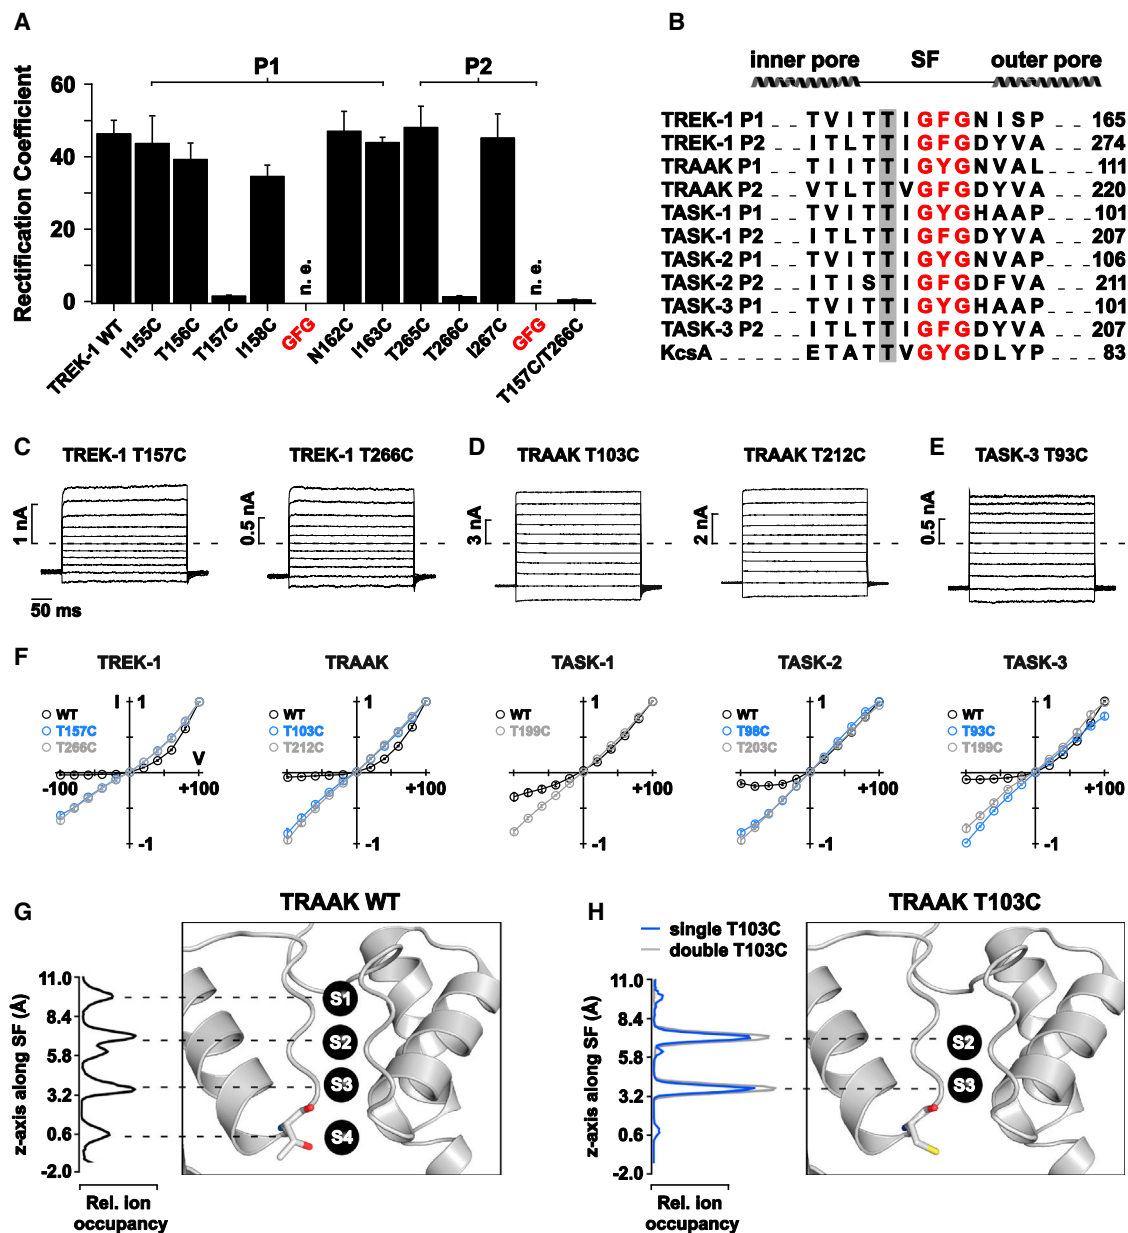 A
Rectification Coefficient
60
40
20
0
P1
P2
n. e.
n. e.
TREK-1 WT
I155C
T156C
T157C
I158C
GFG
N162C
I163C
T265C
T266C
I267C
GFG
T157C/T266C
B
inner pore SF outer pore
TREK-1 P1 _ _ T V I T T I G F G N I S P _ _ _ 165
TREK-1 P2 _ _ I T L T T I G F G D Y V A _ _ _ 274
TRAAK P1 _ _ T V I T T I G Y G N V A L _ _ _ 111
TRAAK P2 _ _ V T L T T V G F G D Y V A _ _ _ 220
TASK-1 P1 _ _ T V I T T I G Y G H A A P _ _ _ 101
TASK-1 P2 _ _ I T L T T I G F G D Y V A _ _ _ 207
TASK-2 P1 _ _ T V I T T I G Y G N V A P _ _ _ 106
TASK-2 P2 _ _ I T I S T I G F G D F V A _ _ _ 211
TASK-3 P1 _ _ T V I T T I G Y G H A A P _ _ _ 101
TASK-3 P2 _ _ I T L T T I G F G D Y V A _ _ _ 207
KcsA _ _ _ _ _ E T A T T V G Y G D L Y P _ _ _ 83
C
TREK-1 T157C
1 nA
50 ms
TREK-1 T266C
0.5 nA
D
TRAAK T103C
3 nA
TRAAK T212C
2 nA
E
TASK-3 T93C
0.5 nA
F
TREK-1
I
1
WT
T157C
T266C
V
-100
+100
-1
TRAAK
1
WT
T103C
T212C
+100
-1
TASK-1
1
WT
T199C
+100
-1
TASK-2
1
WT
T98C
T203C
+100
-1
TASK-3
1
WT
T93C
T199C
+100
-1
G
TRAAK WT
z-axis along SF (Å)
11.0
8.4
5.8
3.2
0.6
-2.0
Rel. ion
occupancy
S1
S2
S3
S4
H
TRAAK T103C
single T103C
double T103C
z-axis along SF (Å)
11.0
8.4
5.8
3.2
0.6
-2.0
Rel. ion
occupancy
S2
S3